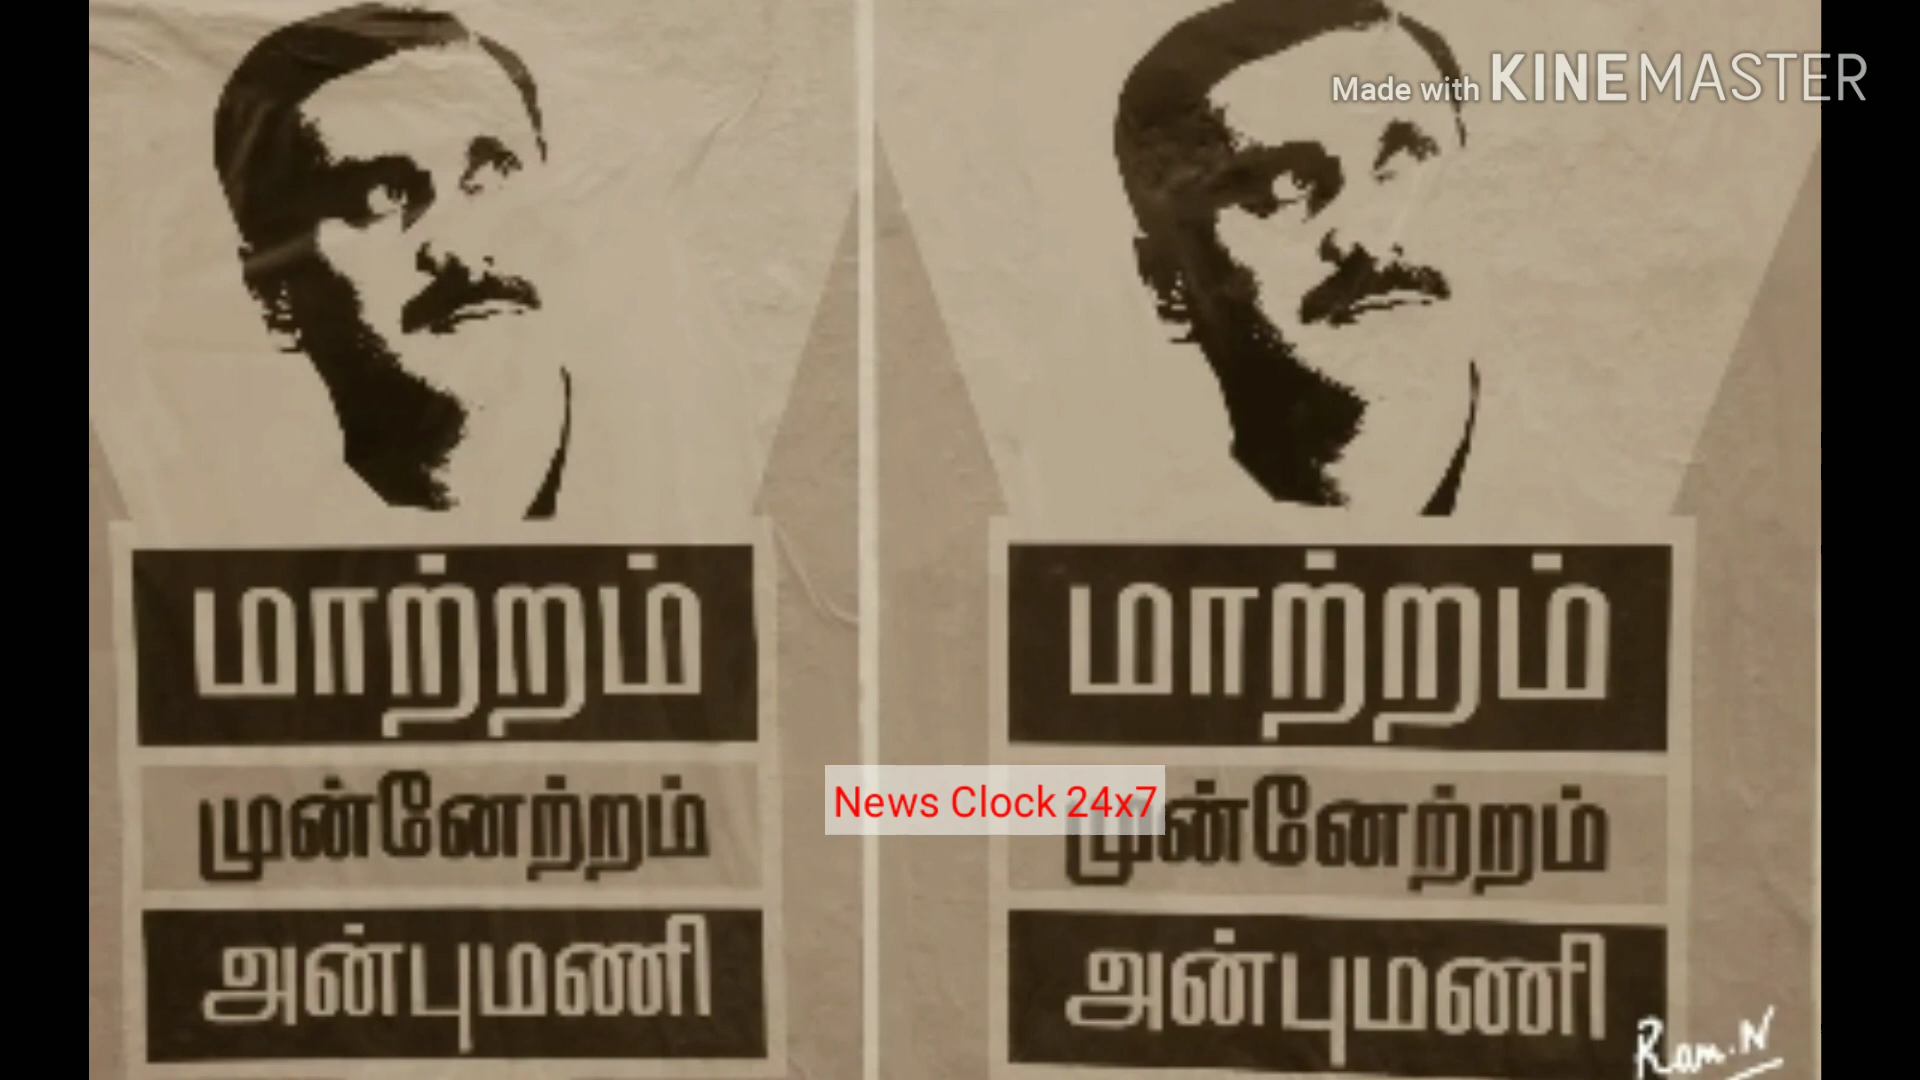 Made with KINEMASTER
மாற்றம்
முன்னேற்றம்
அன்புமணி
மாற்றம்
முன்னேற்றம்
அன்புமணி
News Clock 24x7
Ram.N